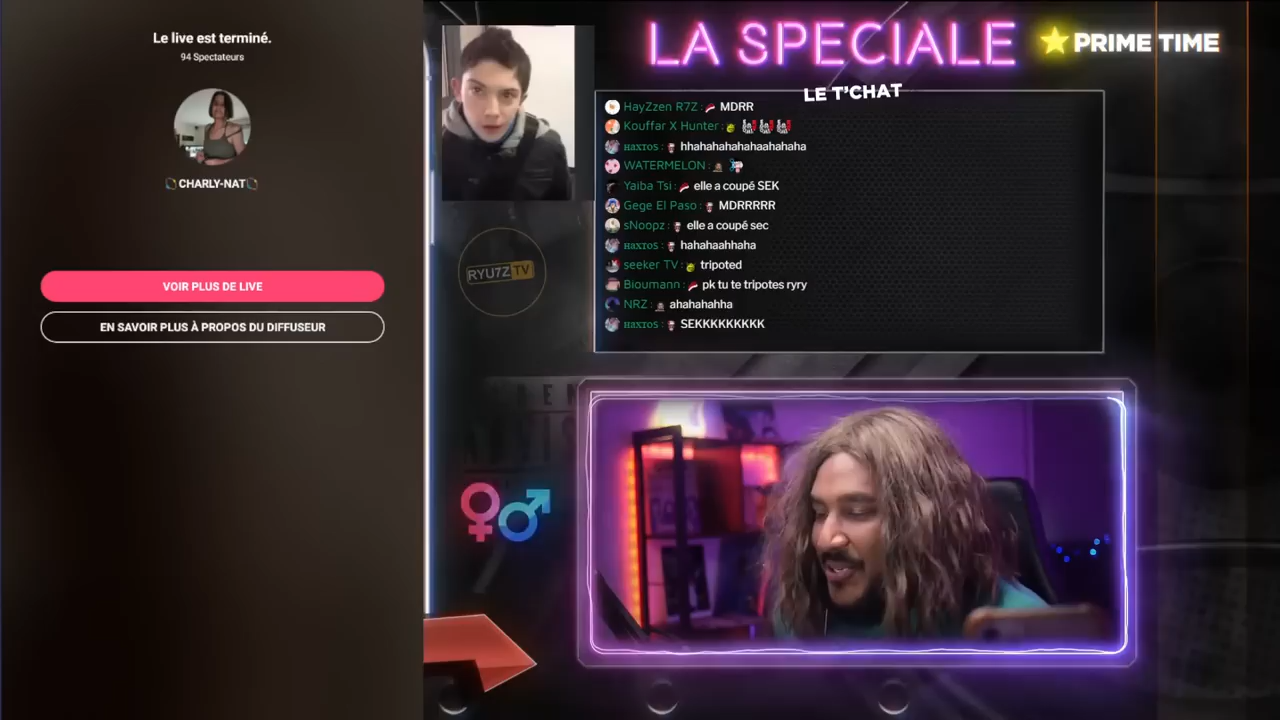 Le live est terminé.
94 Spectateurs
CHARLY-NAT
VOIR PLUS DE LIVE
EN SAVOIR PLUS À PROPOS DU DIFFUSEUR
LA SPECIALE
PRIME TIME
LE T'CHAT
HayZzen R7Z : MDRR
Kouffar X Hunter :
HAXTOS : hhahahahahahaahahaha
WATERMELON :
Yaiba Tsi : elle a coupé SEK
Gege El Paso : MDRRRRR
sNoopz : elle a coupé sec
HAXTOS : hahahaahhaha
seeker TV : tripoted
Bioumann : pk tu te tripotes ryry
NRZ : ahahahahha
HAXTOS : SEKKKKKKKKK
RYU7Z TV